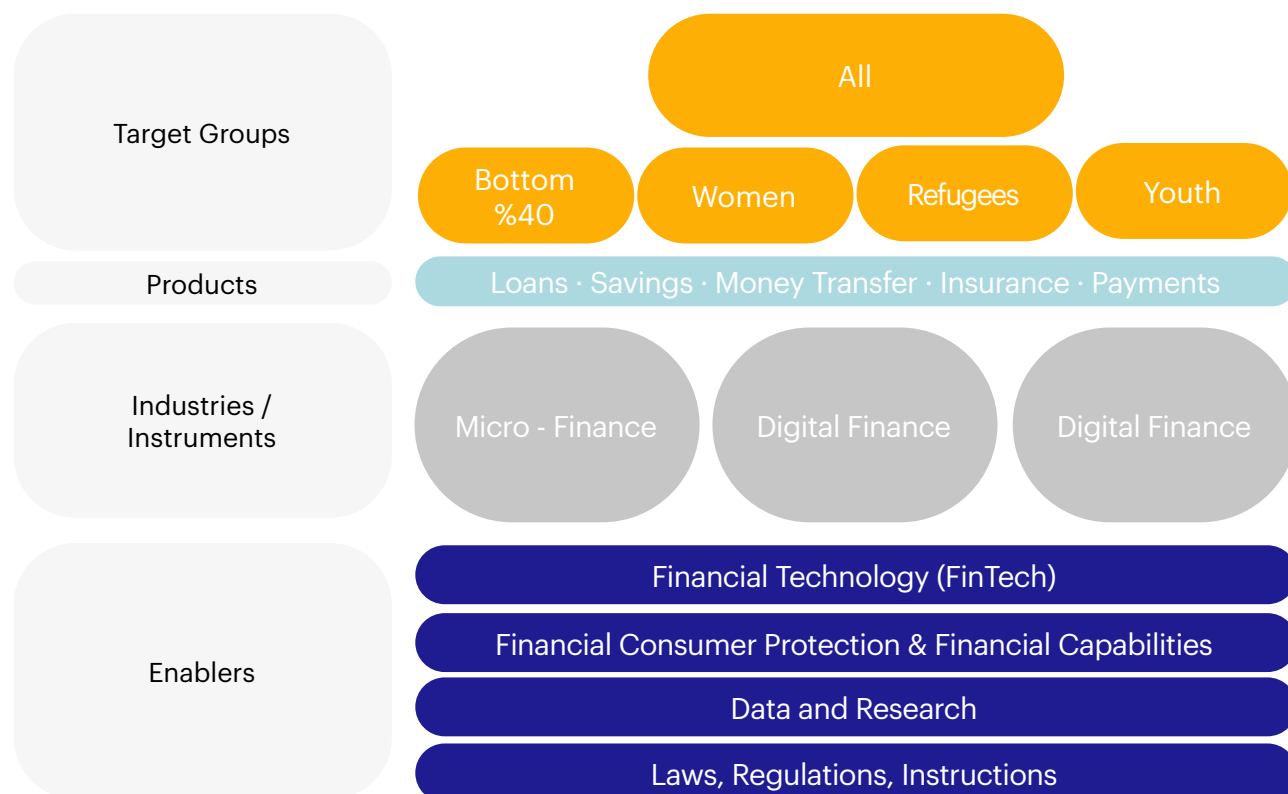 Target Groups
All
Bottom
%40
Women
Refugees
Youth
Products
Loans · Savings · Money Transfer · Insurance · Payments
Industries /
Instruments
Micro - Finance
Digital Finance
Digital Finance
Enablers
Financial Technology (FinTech)
Financial Consumer Protection & Financial Capabilities
Data and Research
Laws, Regulations, Instructions